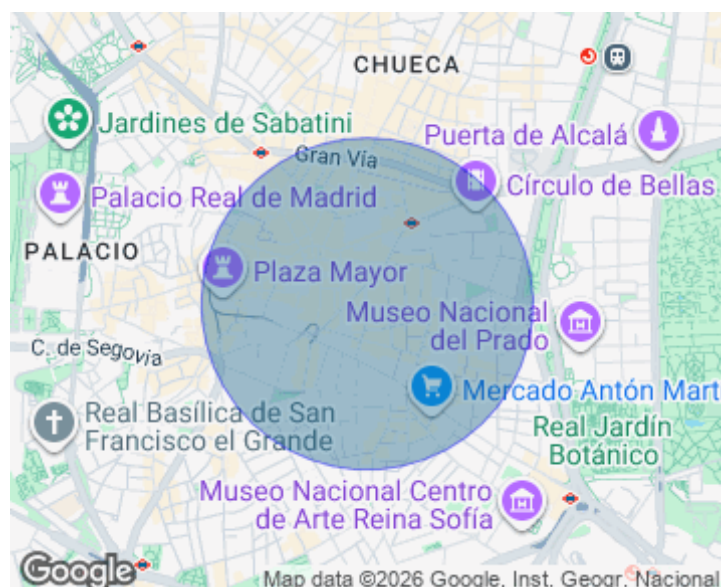 CHUECA
Jardines de Sabatini
Puerta de Alcalá
Gran Vía
Palacio Real de Madrid
Círculo de Bellas
PALACIO
Plaza Mayor
Museo Nacional
del Prado
C. de Segovia
Mercado Antón Mart
Real Basílica de San
Francisco el Grande
Real Jardín
Botánico
Museo Nacional Centro
de Arte Reina Sofía
Google
Map data ©2026 Google, Inst. Geogr. Nacional